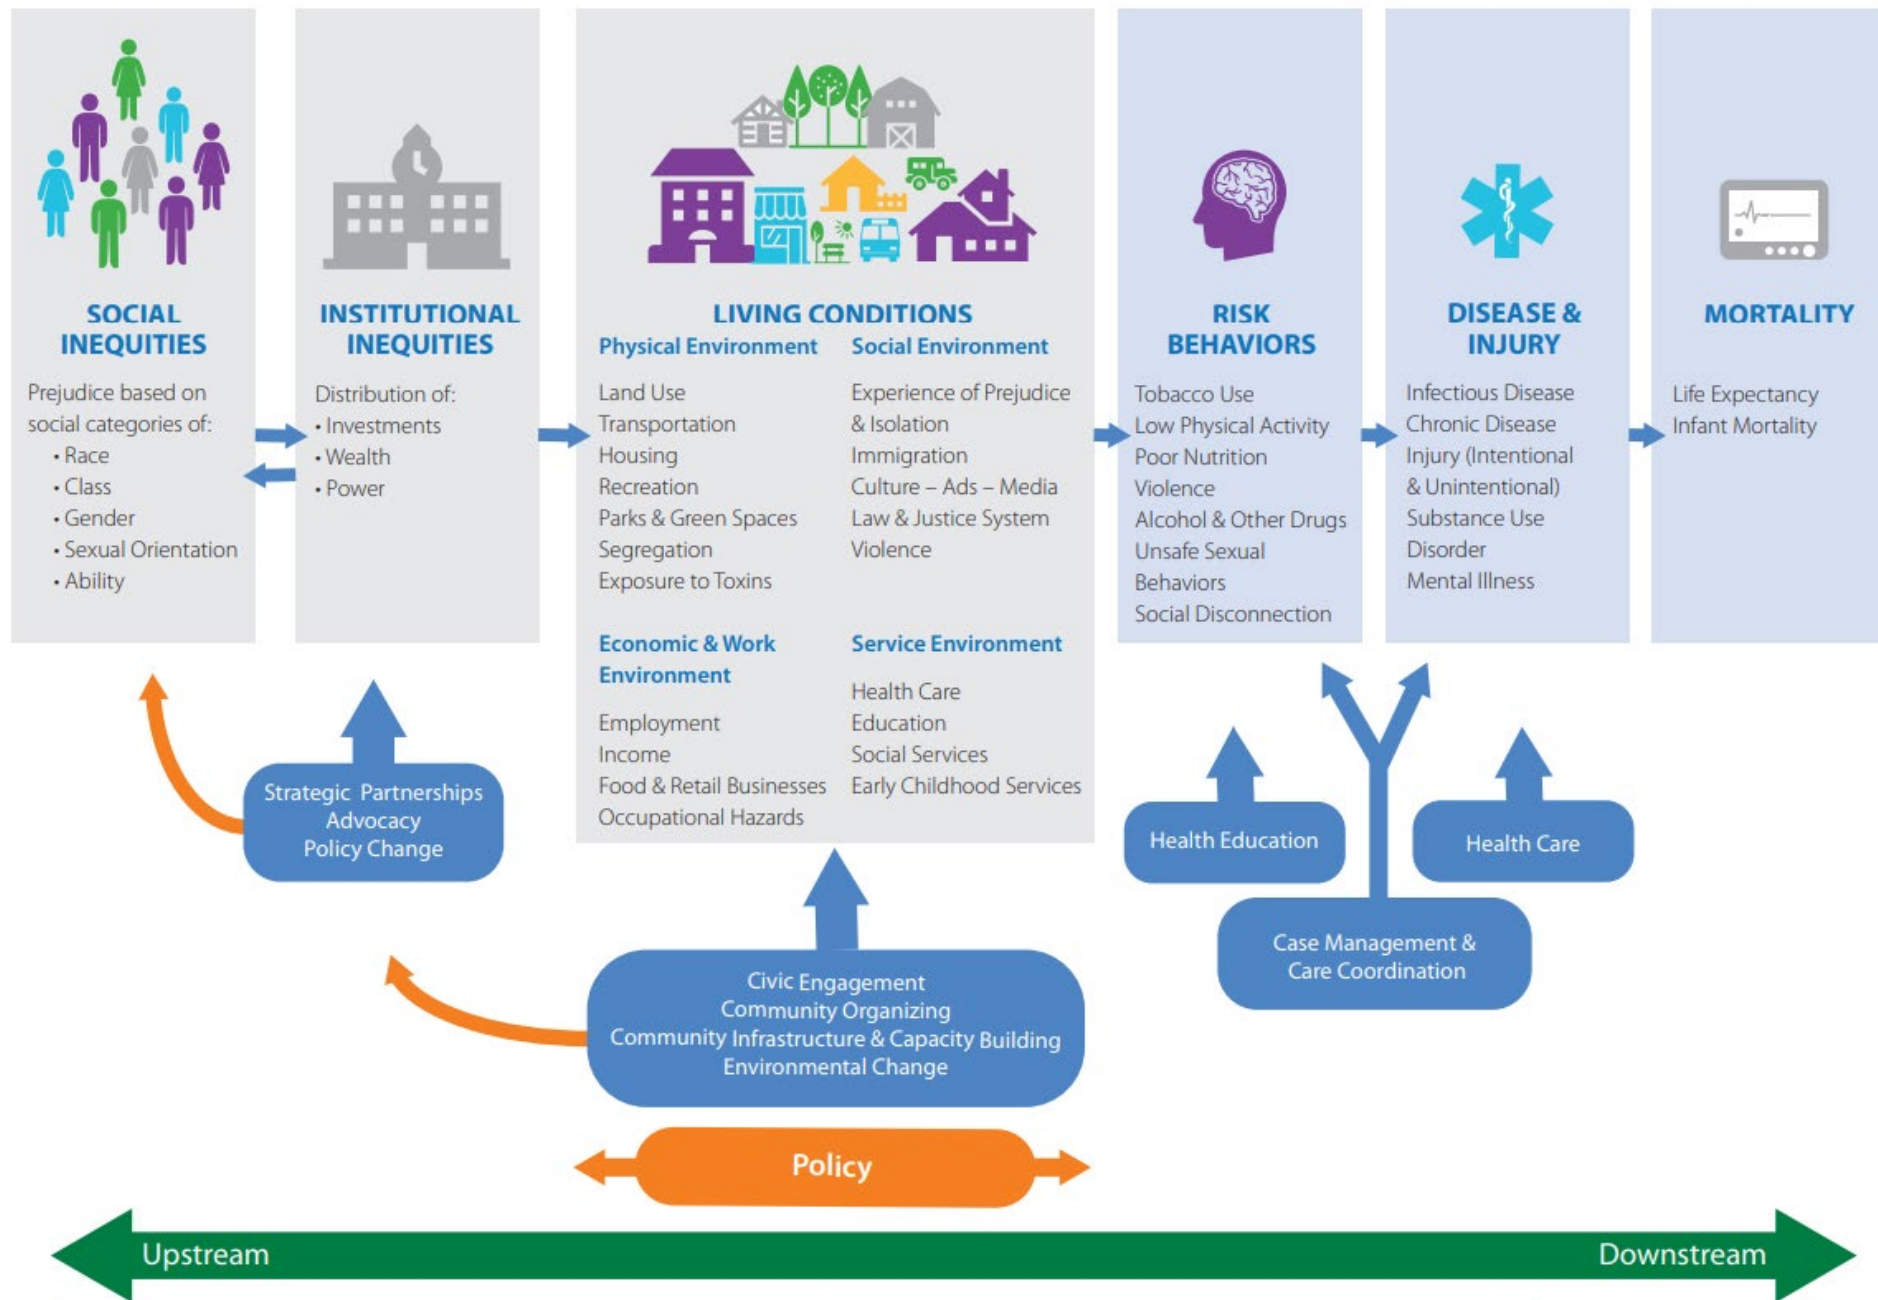 SOCIAL
INEQUITIES
Prejudice based on
social categories of:
• Race
• Class
• Gender
• Sexual Orientation
• Ability
INSTITUTIONAL
INEQUITIES
Distribution of:
• Investments
• Wealth
• Power
LIVING CONDITIONS
Physical Environment
Land Use
Transportation
Housing
Recreation
Parks & Green Spaces
Segregation
Exposure to Toxins
Social Environment
Experience of Prejudice
& Isolation
Immigration
Culture – Ads – Media
Law & Justice System
Violence
Economic & Work
Environment
Employment
Income
Food & Retail Businesses
Occupational Hazards
Service Environment
Health Care
Education
Social Services
Early Childhood Services
RISK
BEHAVIORS
Tobacco Use
Low Physical Activity
Poor Nutrition
Violence
Alcohol & Other Drugs
Unsafe Sexual
Behaviors
Social Disconnection
DISEASE &
INJURY
Infectious Disease
Chronic Disease
Injury (Intentional
& Unintentional)
Substance Use
Disorder
Mental Illness
MORTALITY
Life Expectancy
Infant Mortality
Strategic Partnerships
Advocacy
Policy Change
Civic Engagement
Community Organizing
Community Infrastructure & Capacity Building
Environmental Change
Health Education
Health Care
Case Management &
Care Coordination
Policy
Upstream
Downstream